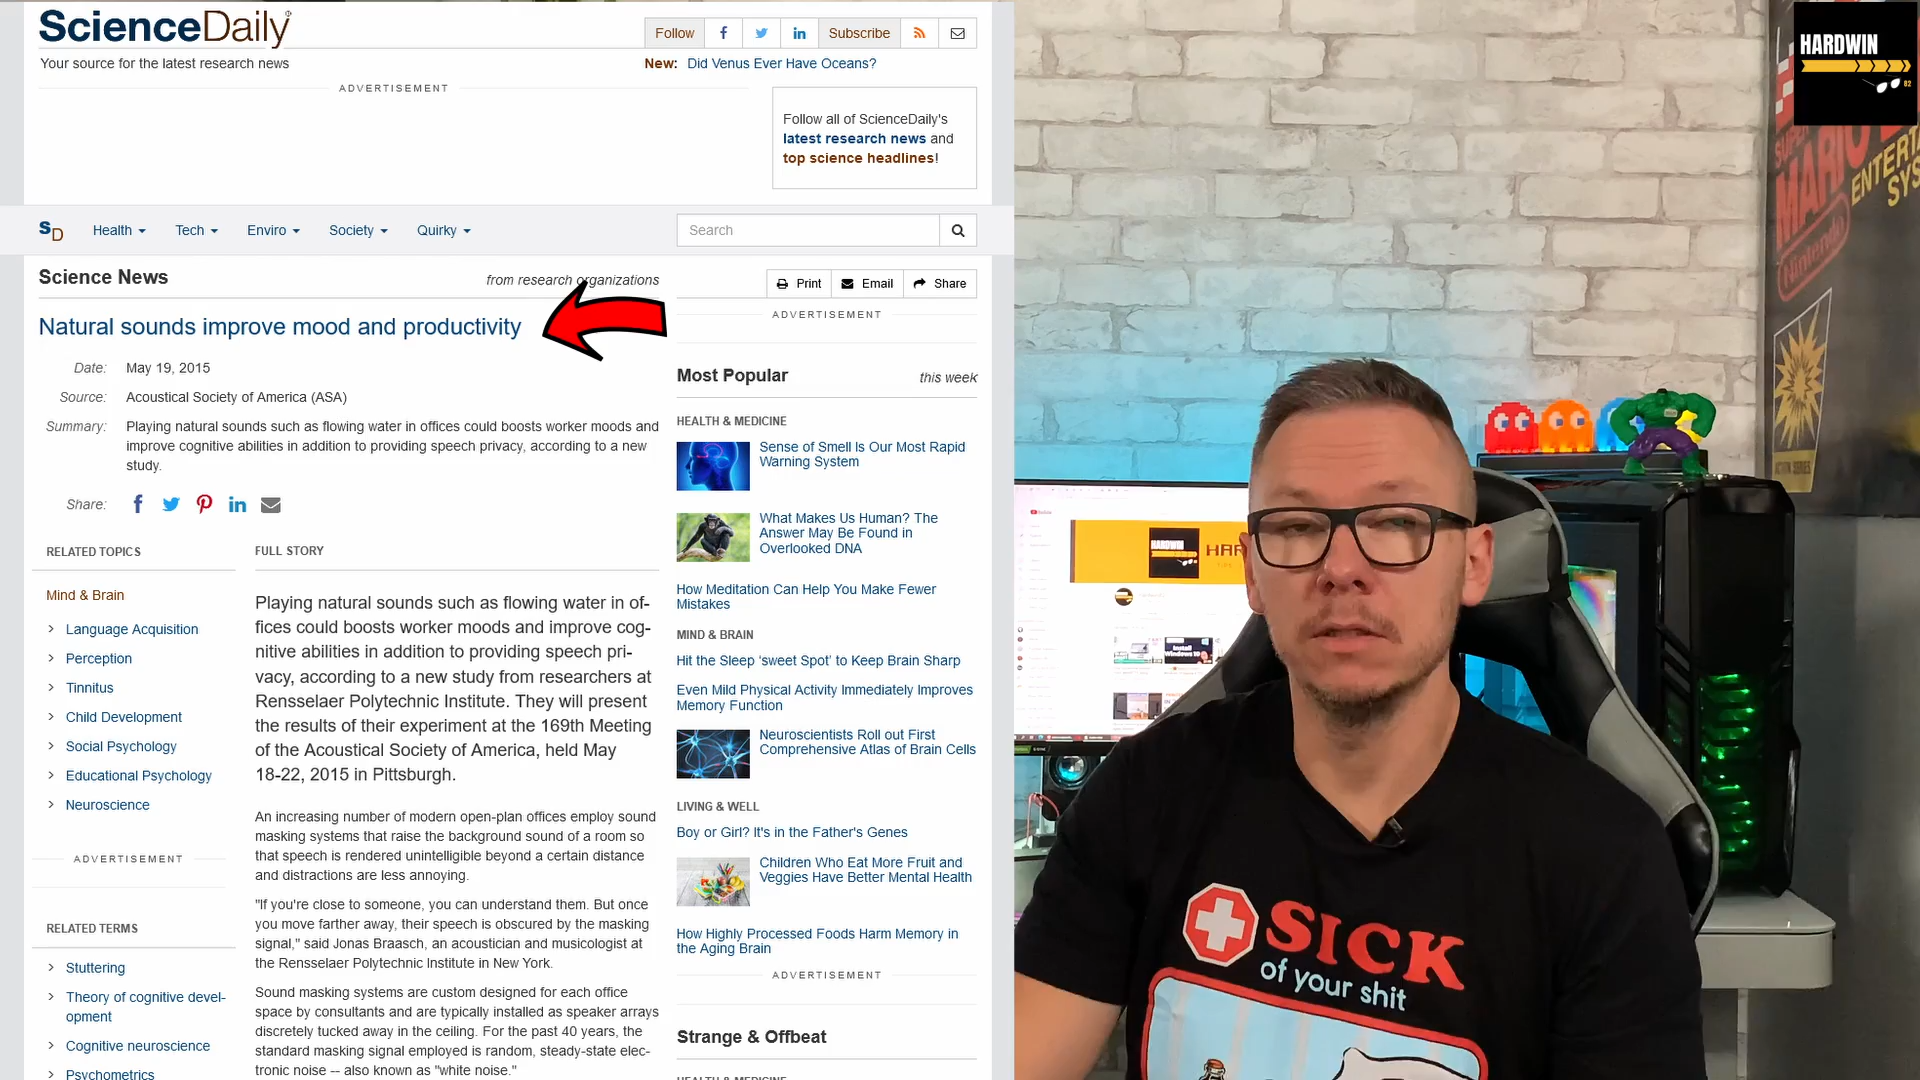 ScienceDaily
Your source for the latest research news
Follow
Subscribe
New: Did Venus Ever Have Oceans?
ADVERTISEMENT
Follow all of ScienceDaily's
latest research news and
top science headlines!
SD
Health
Tech
Enviro
Society
Quirky
Search
Science News
from research organizations
Print
Email
Share
Natural sounds improve mood and productivity
Date: May 19, 2015
Source: Acoustical Society of America (ASA)
Summary: Playing natural sounds such as flowing water in offices could boosts worker moods and
improve cognitive abilities in addition to providing speech privacy, according to a new
study.
Share:
RELATED TOPICS
Mind & Brain
Language Acquisition
Perception
Tinnitus
Child Development
Social Psychology
Educational Psychology
Neuroscience
ADVERTISEMENT
RELATED TERMS
Stuttering
Theory of cognitive devel-
opment
Cognitive neuroscience
Psychometrics
FULL STORY
Playing natural sounds such as flowing water in of-
fices could boosts worker moods and improve cog-
nitive abilities in addition to providing speech pri-
vacy, according to a new study from researchers at
Rensselaer Polytechnic Institute. They will present
the results of their experiment at the 169th Meeting
of the Acoustical Society of America, held May
18-22, 2015 in Pittsburgh.
An increasing number of modern open-plan offices employ sound
masking systems that raise the background sound of a room so
that speech is rendered unintelligible beyond a certain distance
and distractions are less annoying.
"If you're close to someone, you can understand them. But once
you move farther away, their speech is obscured by the masking
signal," said Jonas Braasch, an acoustician and musicologist at
the Rensselaer Polytechnic Institute in New York.
Sound masking systems are custom designed for each office
space by consultants and are typically installed as speaker arrays
discretely tucked away in the ceiling. For the past 40 years, the
standard masking signal employed is random, steady-state elec-
tronic noise -- also known as "white noise."
ADVERTISEMENT
Most Popular
this week
HEALTH & MEDICINE
Sense of Smell Is Our Most Rapid
Warning System
What Makes Us Human? The
Answer May Be Found in
Overlooked DNA
How Meditation Can Help You Make Fewer
Mistakes
MIND & BRAIN
Hit the Sleep ‘sweet Spot’ to Keep Brain Sharp
Even Mild Physical Activity Immediately Improves
Memory Function
Neuroscientists Roll out First
Comprehensive Atlas of Brain Cells
LIVING & WELL
Boy or Girl? It's in the Father's Genes
Children Who Eat More Fruit and
Veggies Have Better Mental Health
How Highly Processed Foods Harm Memory in
the Aging Brain
ADVERTISEMENT
Strange & Offbeat
HEALTH & MEDICINE
HARDWIN
82
SUPER
MARIO
ENTERTA
SYS
Nintendo
ACTION SERIES
HARDWIN
HAR
Install
Windows 10
SICK
of your shit